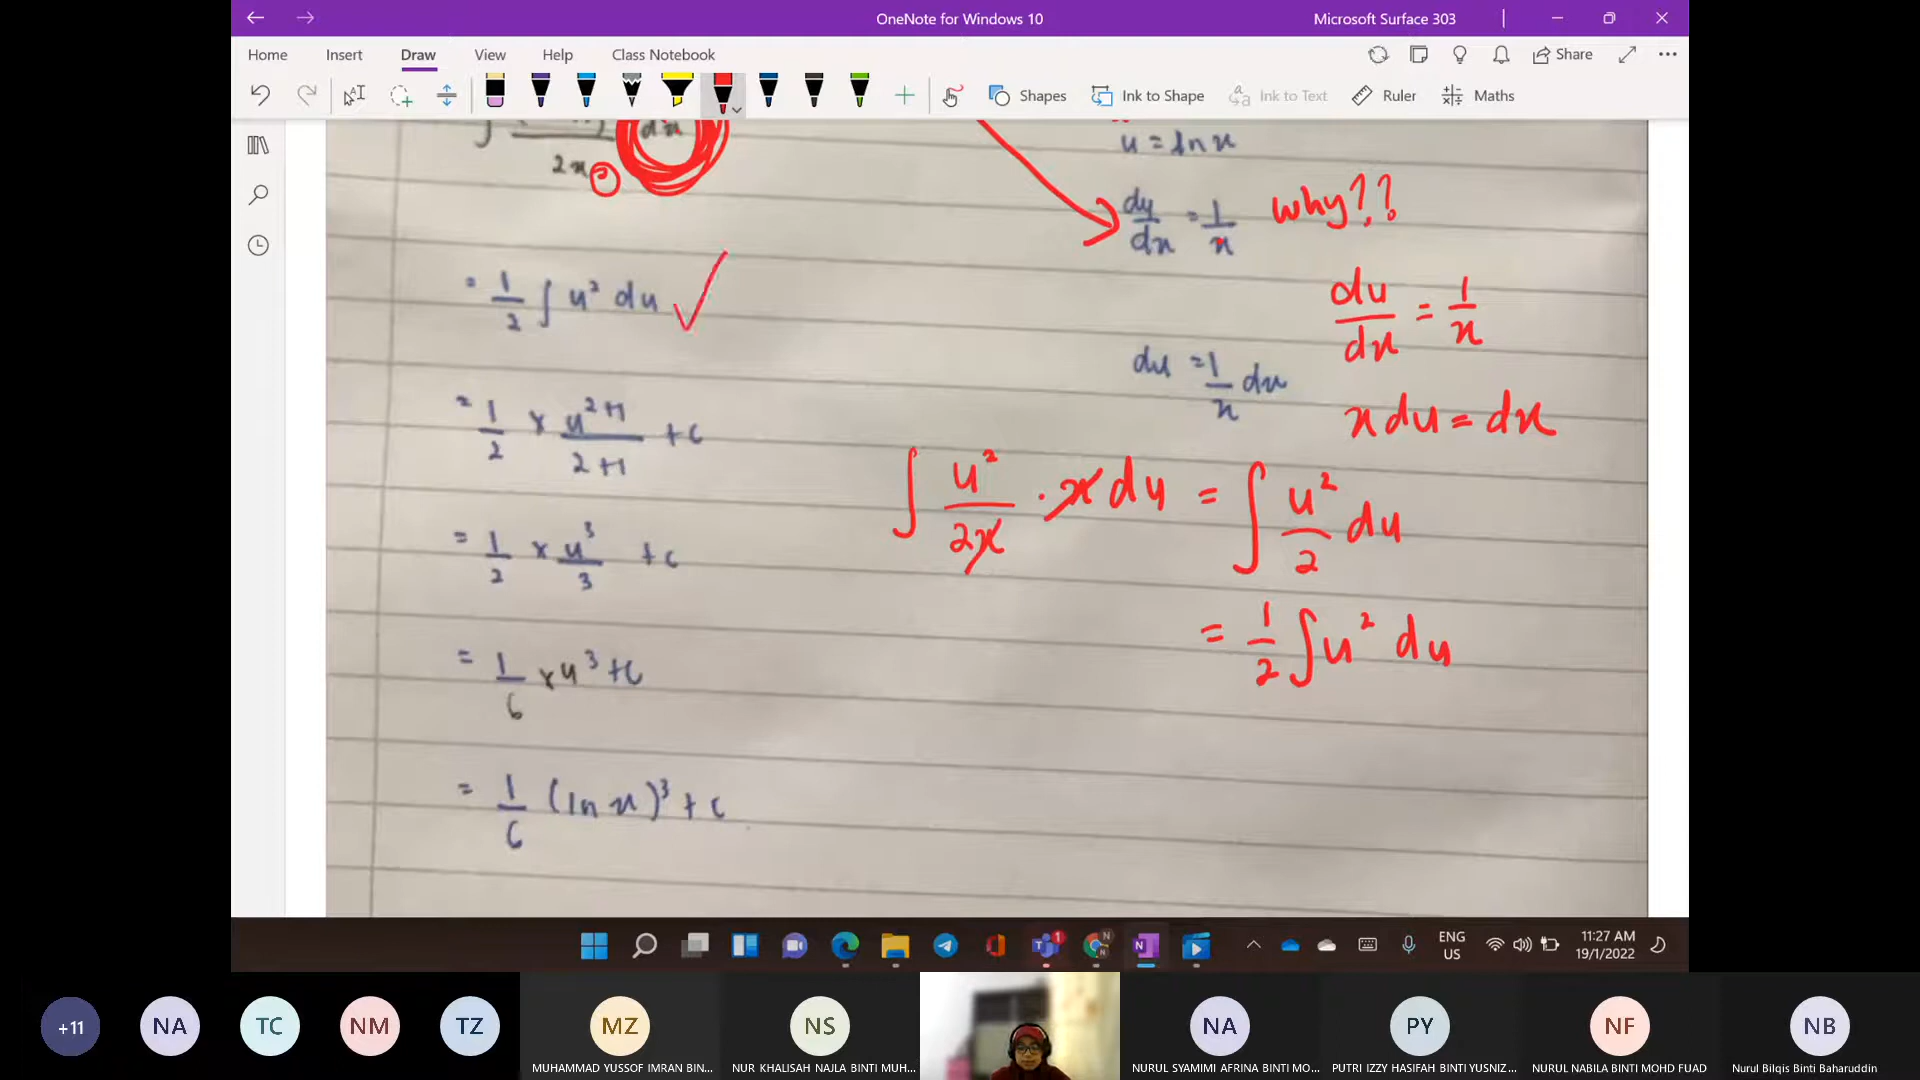 OneNote for Windows 10
Microsoft Surface 303
Home Insert Draw View Help Class Notebook
Share
Shapes Ink to Shape Ink to Text Ruler Maths
∫ dx
2x
u = ln x
dy/dx = 1/x why??
= 1/2 ∫ u² du ✓
du/dx = 1/x
du = 1/x dx
x du = dx
= 1/2 × u²⁺¹/2+1 + c
∫ u²/2x · x du = ∫ u²/2 du
= 1/2 × u³/3 + c
= 1/2 ∫ u² du
= 1/6 × u³ + c
= 1/6 (ln x)³ + c
ENG
US
11:27 AM
19/1/2022
+11
NA
TC
NM
TZ
MZ
NS
NA
PY
NF
NB
MUHAMMAD YUSSOF IMRAN BIN...
NUR KHALISAH NAJLA BINTI MUH...
NURUL SYAMIMI AFRINA BINTI MO...
PUTRI IZZY HASIFAH BINTI YUSNIZ...
NURUL NABILA BINTI MOHD FUAD
Nurul Bilqis Binti Baharuddin